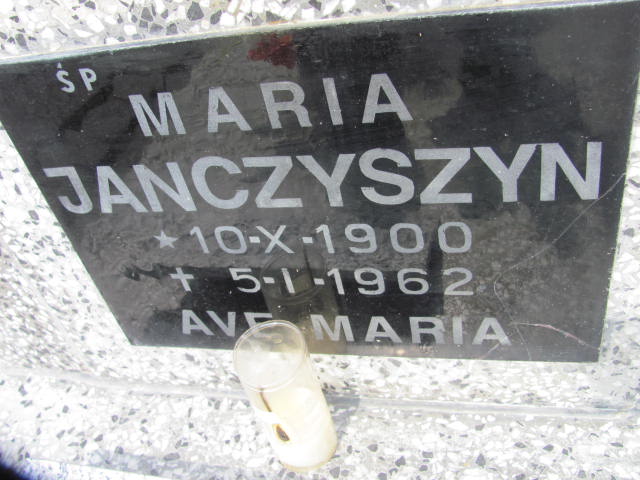 ŚP
MARIA
JANCZYSZYN
* 10-X-1900
† 5-I-1962
AVE MARIA